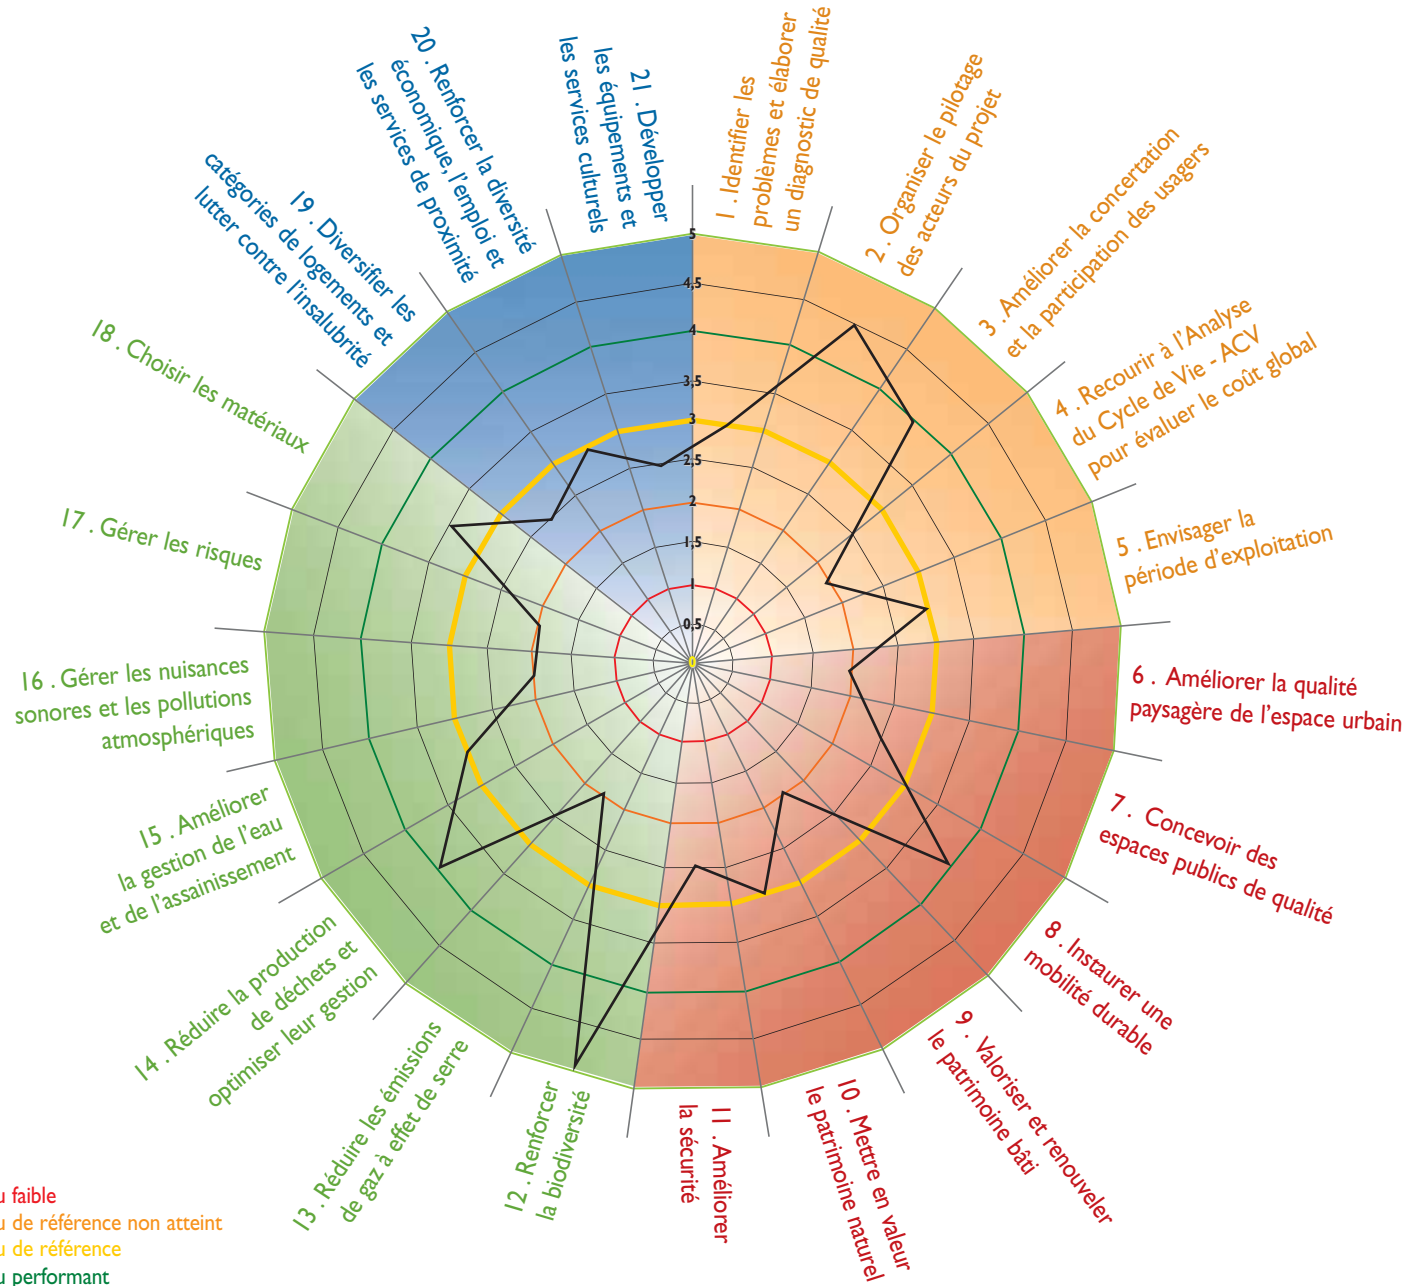 1 . Identifier les
problèmes et élaborer
un diagnostic de qualité
2 . Organiser le pilotage
des acteurs du projet
3 . Améliorer la concertation
et la participation des usagers
4 . Recourir à l'Analyse
du Cycle de Vie - ACV
pour évaluer le coût global
5 . Envisager la
période d'exploitation
6 . Améliorer la qualité
paysagère de l'espace urbain
7 . Concevoir des
espaces publics de qualité
8 . Instaurer une
mobilité durable
9 . Valoriser et renouveler
le patrimoine bâti
10 . Mettre en valeur
le patrimoine naturel
11 . Améliorer
la sécurité
12 . Renforcer
la biodiversité
13 . Réduire les émissions
de gaz à effet de serre
14 . Réduire la production
de déchets et
optimiser leur gestion
15 . Améliorer
la gestion de l'eau
et de l'assainissement
16 . Gérer les nuisances
sonores et les pollutions
atmosphériques
17 . Gérer les risques
18 . Choisir les matériaux
19 . Diversifier les
catégories de logements et
lutter contre l'insalubrité
20 . Renforcer la diversité
économique, l'emploi et
les services de proximité
21 . Développer
les équipements et
les services culturels
5
4,5
4
3,5
3
2,5
2
1,5
1
0,5
0
u faible
u de référence non atteint
u de référence
u performant